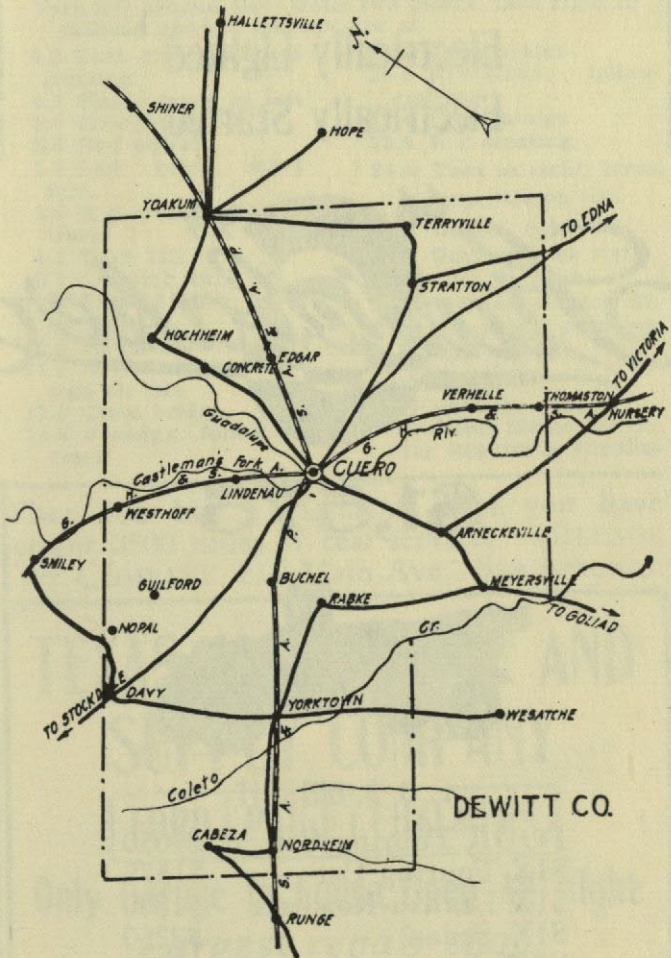 HALLETTSVILLE
N.
SHINER
HOPE
YOAKUM
TERRYVILLE
TO EDNA
STRATTON
S. A. & A. P.
HOCHHEIM
EDGAR
CONCRETE
TO VICTORIA
VERHELLE
THOMASTON
NURSERY
Guadalupe
Riv.
G. H. & S. A.
CUERO
Castleman's Fork
LINDENAU
G. H. & S. A.
WESTHOFF
ARNECKEVILLE
SMILEY
BUCHEL
MEYERSVILLE
GUILFORD
RABKE
TO GOLIAD
NOPAL
Cr.
DAVY
TO STOCKDALE
YORKTOWN
WESATCHE
S. A. & A. P.
Coleto
DEWITT CO.
CABEZA
NORDHEIM
RUNGE